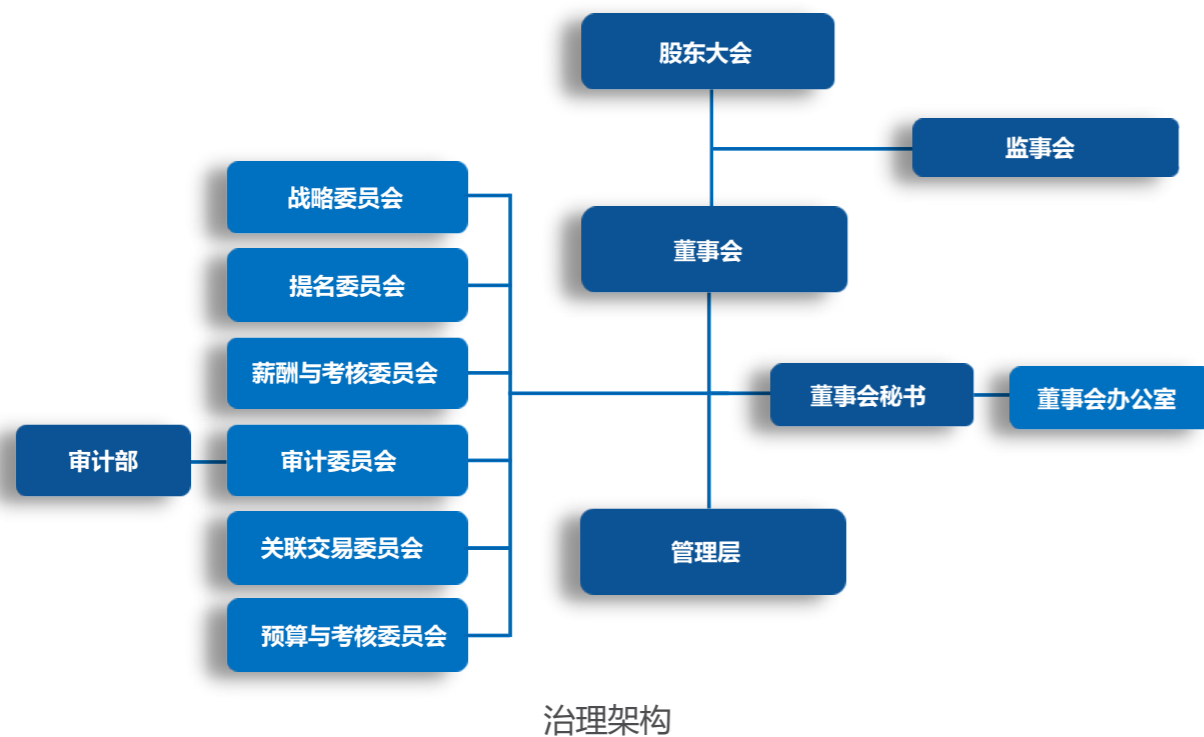 股东大会
监事会
战略委员会
董事会
提名委员会
薪酬与考核委员会
董事会秘书
董事会办公室
审计部
审计委员会
关联交易委员会
管理层
预算与考核委员会
治理架构